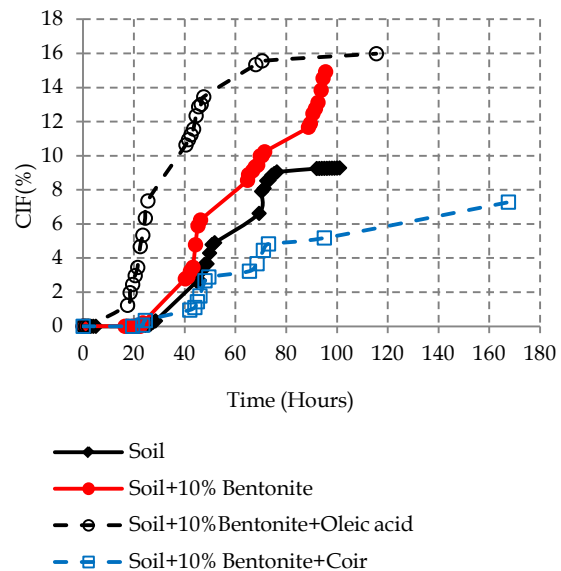 18
16
14
12
10
8
6
4
2
0
CIF(%)
0 20 40 60 80 100 120 140 160 180
Time (Hours)
Soil
Soil+10% Bentonite
Soil+10%Bentonite+Oleic acid
Soil+10% Bentonite+Coir